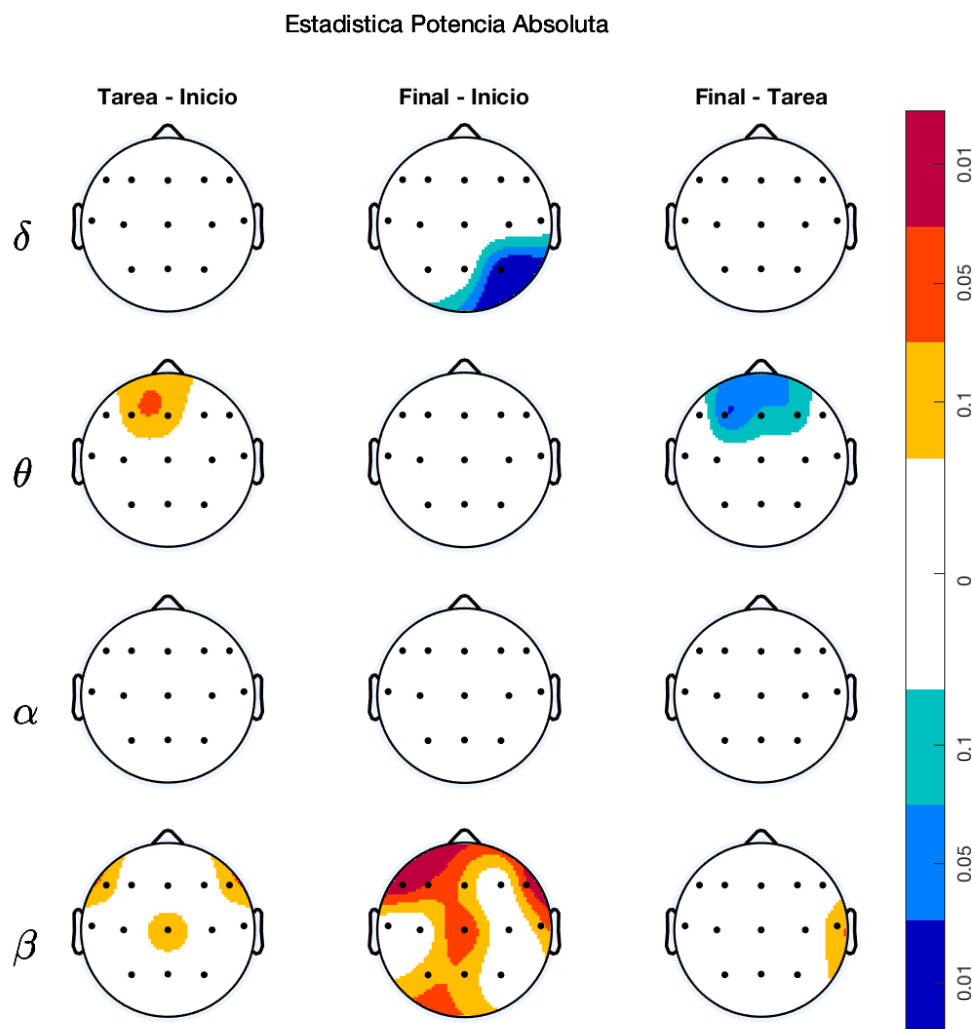 Estadistica Potencia Absoluta
Tarea - Inicio
Final - Inicio
Final - Tarea
δ
θ
α
β
0.01
0.05
0.1
0
0.1
0.05
0.01